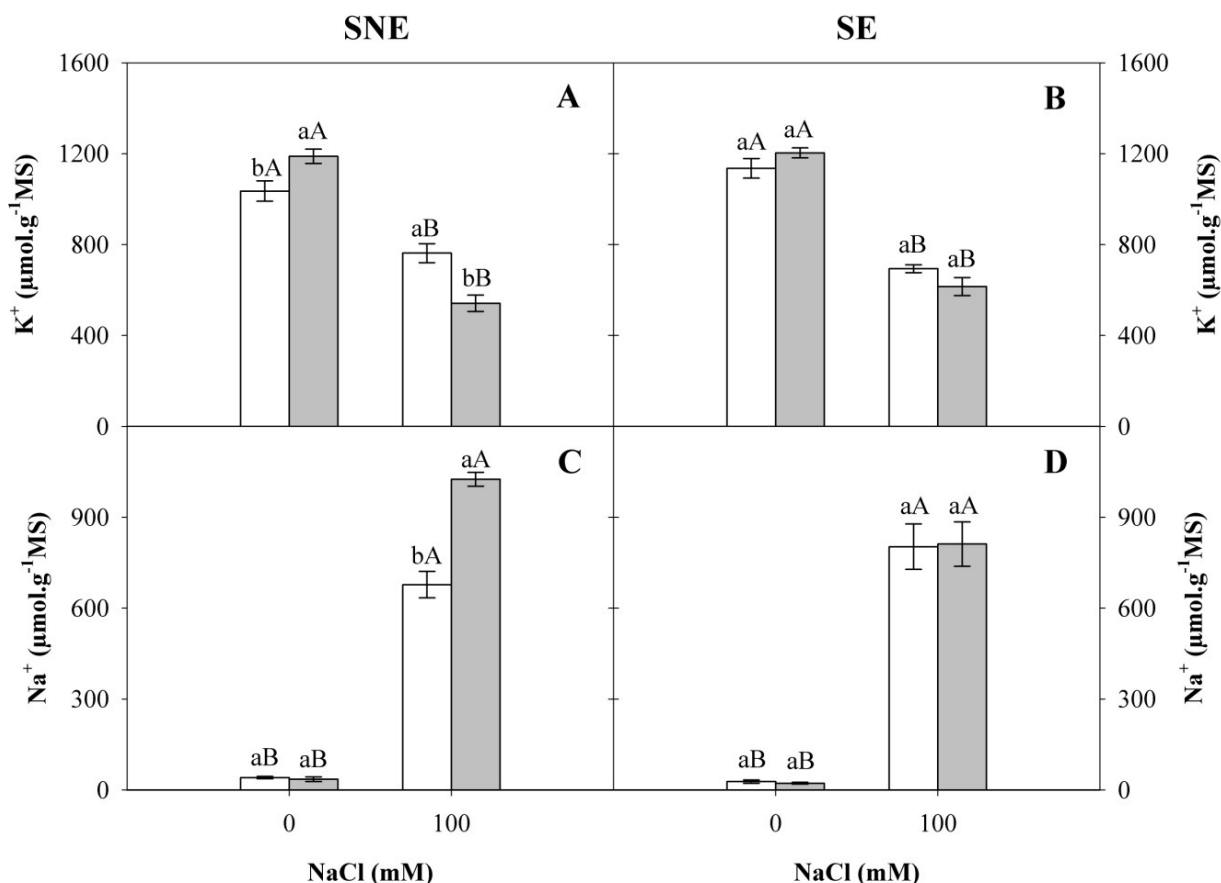 SNE SE
1600 1600
A B
aA aA aA
1200 bA 1200
K⁺ (µmol.g⁻¹MS) K⁺ (µmol.g⁻¹MS)
aB aB aB
800 800
bB
400 400
0 0
C D
aA
900 aA aA 900
bA
Na⁺ (µmol.g⁻¹MS) Na⁺ (µmol.g⁻¹MS)
600 600
300 300
aB aB aB aB
0 0
0 100 0 100
NaCl (mM) NaCl (mM)